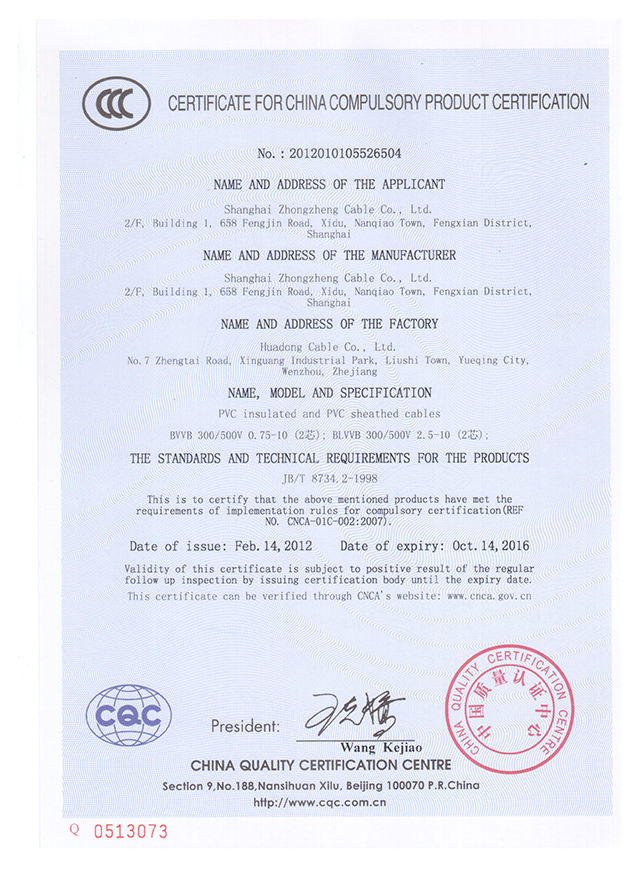 CCC
CERTIFICATE FOR CHINA COMPULSORY PRODUCT CERTIFICATION
No. : 2012010105526504
NAME AND ADDRESS OF THE APPLICANT
Shanghai Zhongzheng Cable Co., Ltd.
2/F, Building 1, 658 Fengjin Road, Xidu, Nanqiao Town, Fengxian District,
Shanghai
NAME AND ADDRESS OF THE MANUFACTURER
Shanghai Zhongzheng Cable Co., Ltd.
2/F, Building 1, 658 Fengjin Road, Xidu, Nanqiao Town, Fengxian District,
Shanghai
NAME AND ADDRESS OF THE FACTORY
Huadong Cable Co., Ltd.
No.7 Zhengtai Road, Xinguang Industrial Park, Liushi Town, Yueqing City,
Wenzhou, Zhejiang
NAME, MODEL AND SPECIFICATION
PVC insulated and PVC sheathed cables
BVVB 300/500V 0.75-10 (2芯); BLVVB 300/500V 2.5-10 (2芯);
THE STANDARDS AND TECHNICAL REQUIREMENTS FOR THE PRODUCTS
JB/T 8734.2-1998
This is to certify that the above mentioned products have met the
requirements of implementation rules for compulsory certification(REF
NO. CNCA-01C-002:2007).
Date of issue: Feb.14,2012 Date of expiry: Oct.14,2016
Validity of this certificate is subject to positive result of the regular
follow up inspection by issuing certification body until the expiry date.
This certificate can be verified through CNCA's website: www.cnca.gov.cn
CQC
President:
Wang Kejiao
CHINA QUALITY CERTIFICATION CENTRE
中国质量认证中心
CHINA QUALITY CERTIFICATION CENTRE
Section 9,No.188,Nansihuan Xilu, Beijing 100070 P.R.China
http://www.cqc.com.cn
Q 0513073